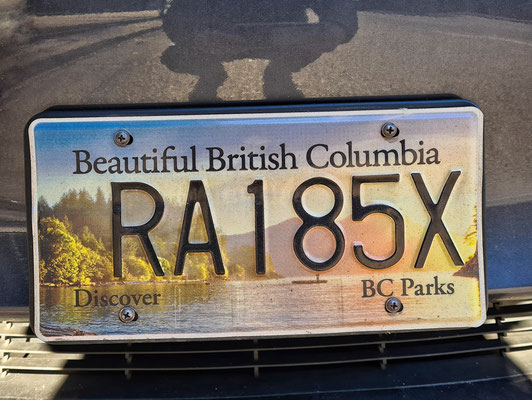 Beautiful British Columbia
RA185X
Discover BC Parks